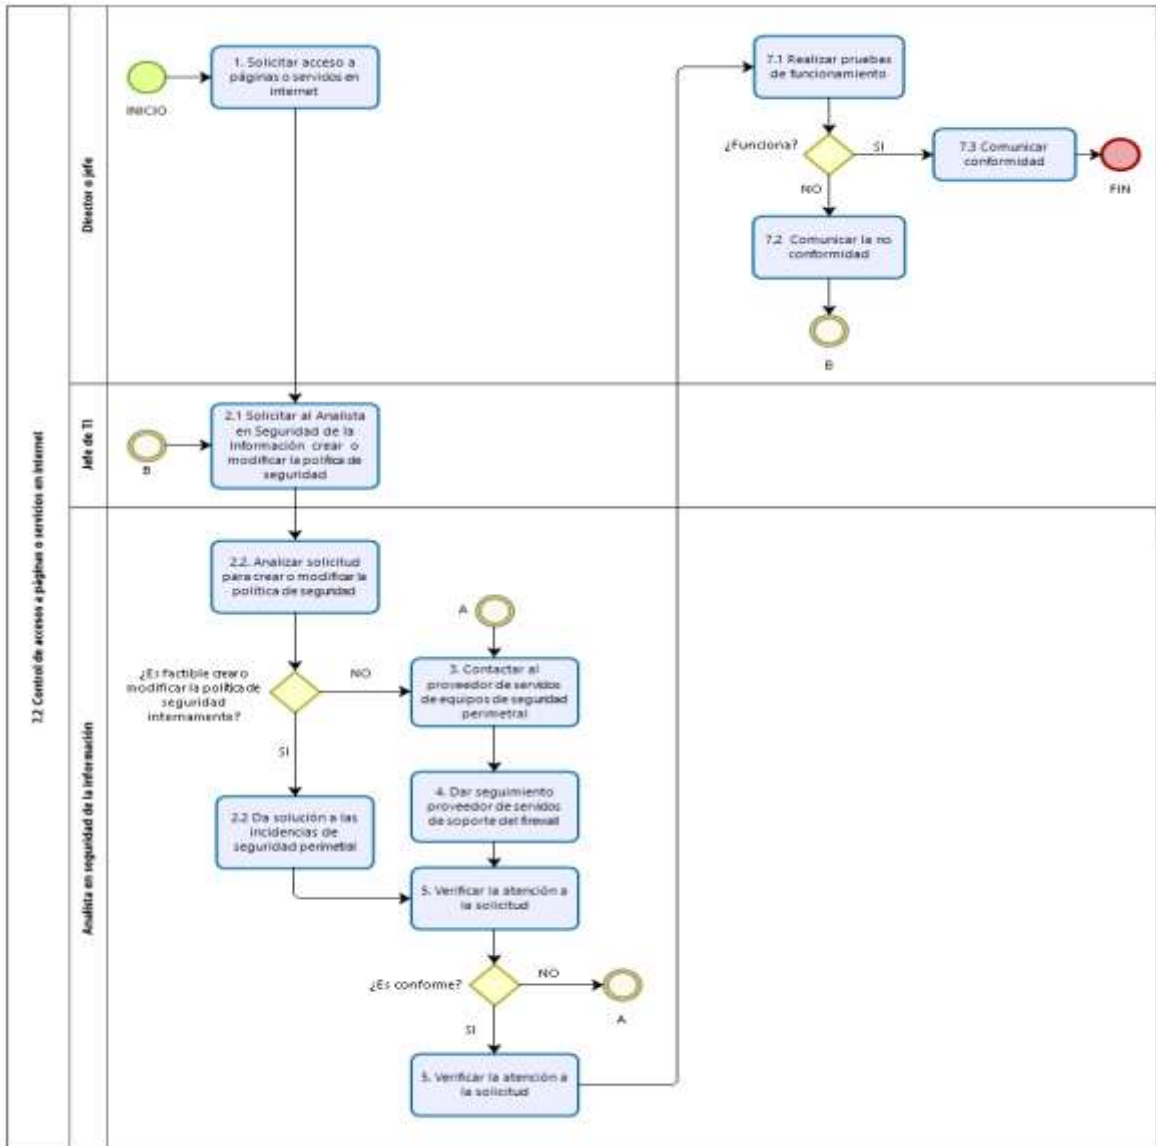 7.2 Control de accesos a páginas o servicios en internet
Director o jefe
INICIO
1. Solicitar acceso a
páginas o servidos en
internet
7.1 Realizar pruebas
de funcionamiento
¿Funciona?
SI
7.3 Comunicar
conformidad
FIN
NO
7.2 Comunicar la no
conformidad
B
Jefe de TI
B
2.1 Solicitar al Analista
en Seguridad de la
Información crear o
modificar la política de
seguridad
Analista en seguridad de la información
2.2. Analizar solicitud
para crear o modificar la
política de seguridad
A
¿Es factible crear o
modificar la política de
seguridad
internamente?
NO
3. Contactar al
proveedor de servidos
de equipos de seguridad
perimetral
SI
2.2 Da solución a las
incidencias de
seguridad perimetral
4. Dar seguimiento
proveedor de servidos
de soporte del firewall
5. Verificar la atención a
la solicitud
¿Es conforme?
NO
A
SI
5. Verificar la atención a
la solicitud